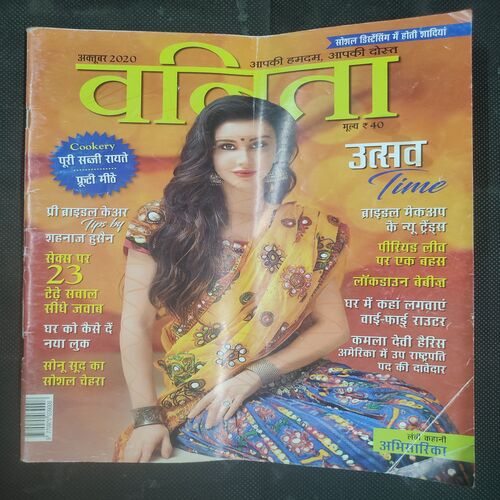 सोशल डिस्टेंसिंग में होती शादियां
अक्तूबर 2020
आपकी हमदम, आपकी दोस्त
वनिता
मूल्य ₹ 40
Cookery
पूरी सब्जी रायते
फ्रूटी मीठे
उत्सव
Time
प्री ब्राइडल केअर
Tips by
शहनाज हुसेन
सेक्स पर
23
टेढ़े सवाल
सीधे जवाब
घर को कैसे दें
नया लुक
सोनू सूद का
सोशल चेहरा
ब्राइडल मेकअप
के न्यू ट्रेंड्स
पीरियड लीव
पर एक बहस
लॉकडाउन बेबीज
घर में कहां लगवाएं
वाई-फाई राउटर
कमला देवी हैरिस
अमेरिका में उप राष्ट्रपति
पद की दावेदार
कहानी
अभिसारिका